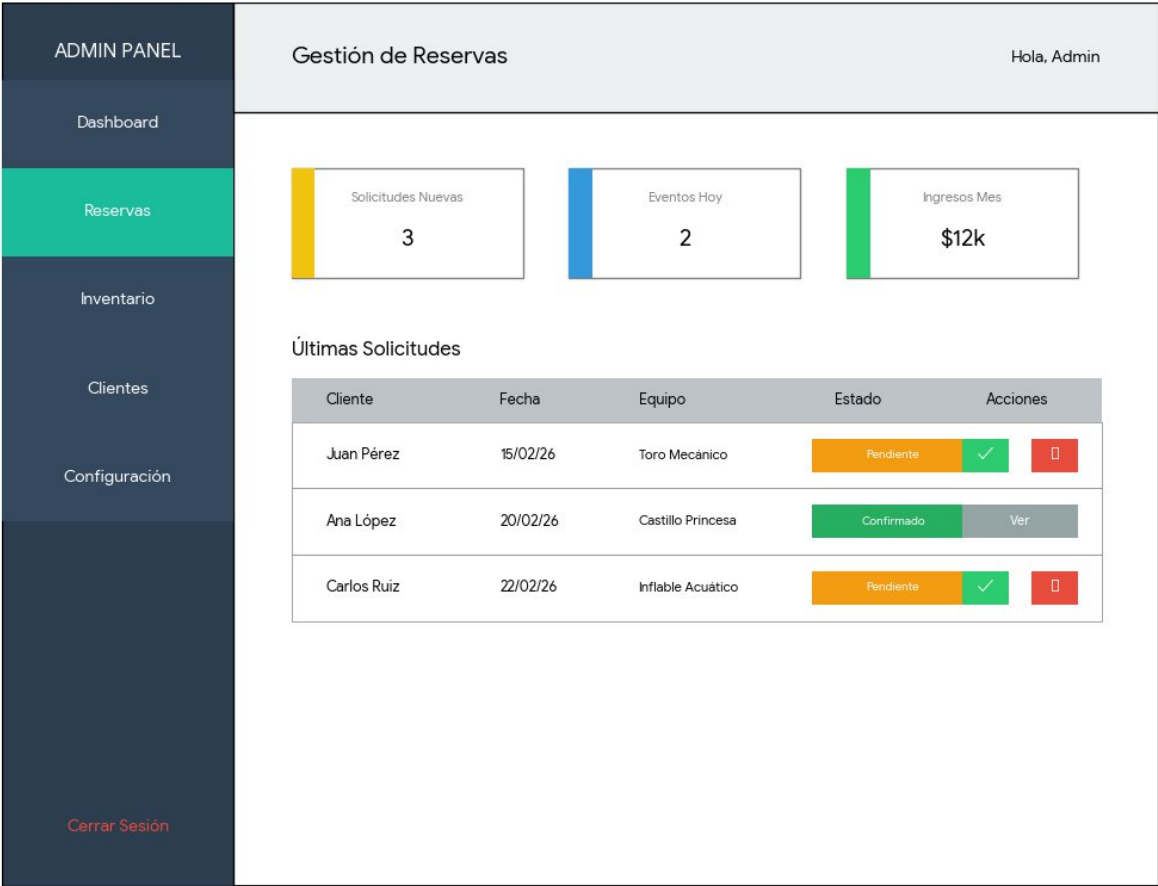 ADMIN PANEL
Dashboard
Reservas
Inventario
Clientes
Configuración
Cerrar Sesión
Gestión de Reservas
Hola, Admin
Solicitudes Nuevas
3
Eventos Hoy
2
Ingresos Mes
$12k
Últimas Solicitudes
Cliente Fecha Equipo Estado Acciones
Juan Pérez 15/02/26 Toro Mecánico Pendiente ✓
Ana López 20/02/26 Castillo Princesa Confirmado Ver
Carlos Ruiz 22/02/26 Inflable Acuático Pendiente ✓